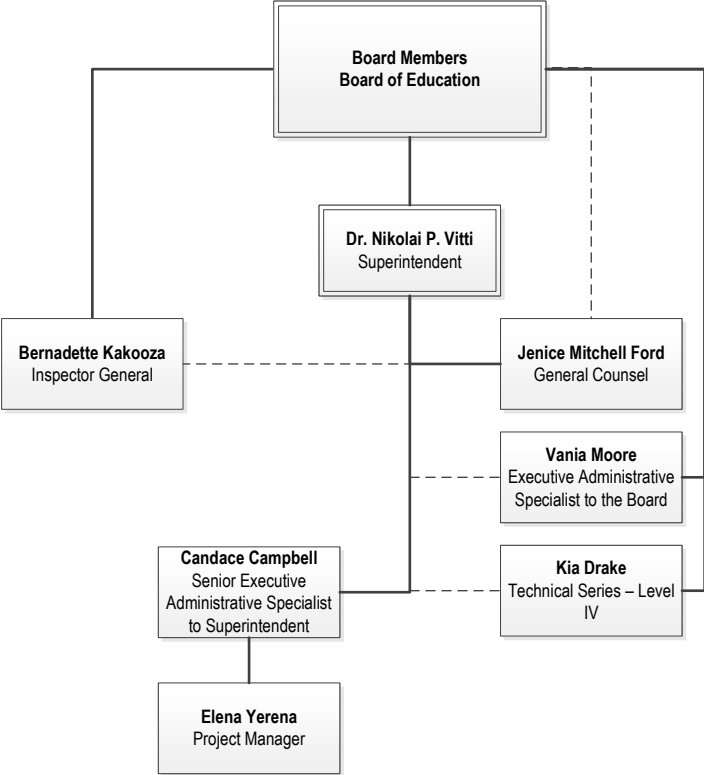 Board Members
Board of Education
Dr. Nikolai P. Vitti
Superintendent
Bernadette Kakooza
Inspector General
Jenice Mitchell Ford
General Counsel
Vania Moore
Executive Administrative
Specialist to the Board
Candace Campbell
Senior Executive
Administrative Specialist
to Superintendent
Kia Drake
Technical Series – Level
IV
Elena Yerena
Project Manager